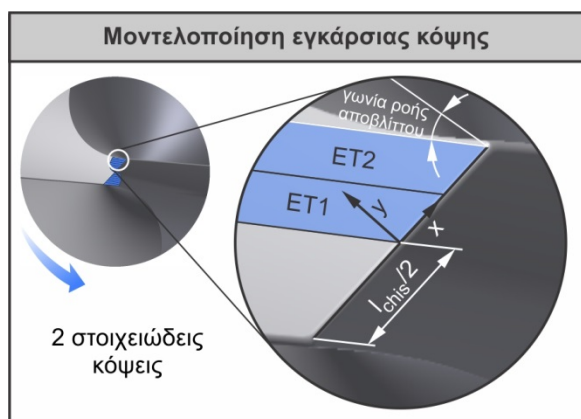 Μοντελοποίηση εγκάρσιας κόψης
γωνία ροής
αποβλίττου
ET2
ET1
y
x
l_chis/2
2 στοιχειώδεις
κόψεις